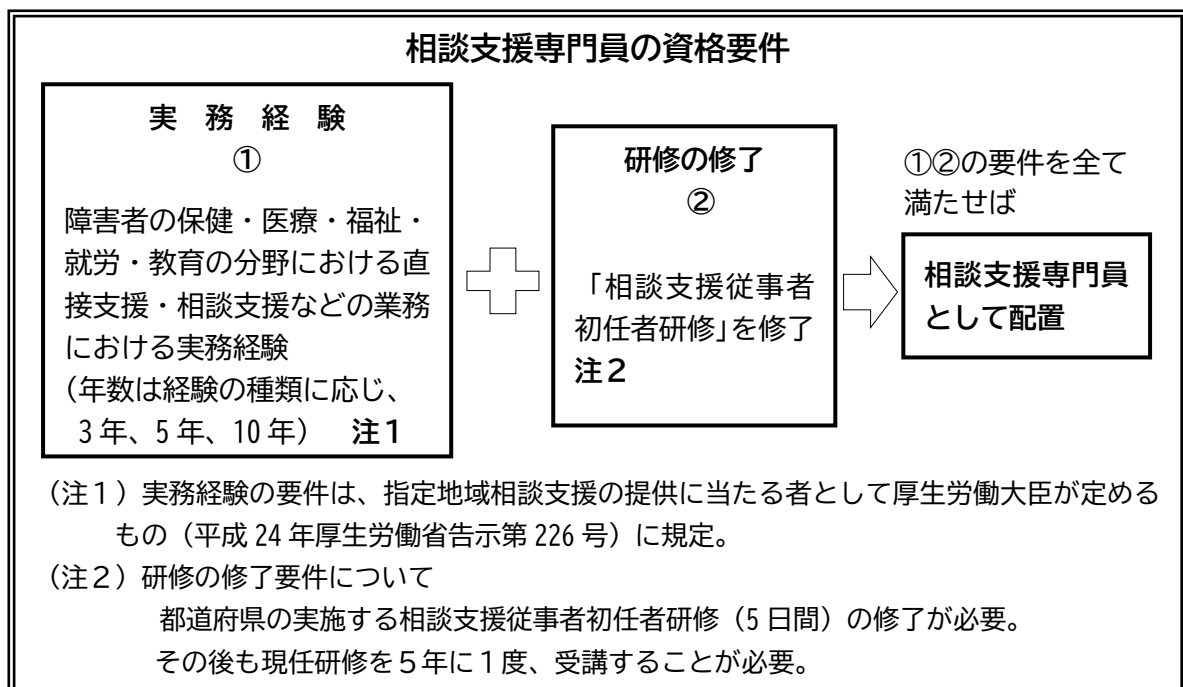 相談支援専門員の資格要件
実務経験
①
障害者の保健・医療・福祉・
就労・教育の分野における直
接支援・相談支援などの業務
における実務経験
(年数は経験の種類に応じ、
3年、5年、10年) 注1
研修の修了
②
「相談支援従事者
初任者研修」を修了
注2
①②の要件を全て
満たせば
相談支援専門員
として配置
(注1)実務経験の要件は、指定地域相談支援の提供に当たる者として厚生労働大臣が定める
もの(平成24年厚生労働省告示第226号)に規定。
(注2)研修の修了要件について
都道府県の実施する相談支援従事者初任者研修(5日間)の修了が必要。
その後も現任研修を5年に1度、受講することが必要。